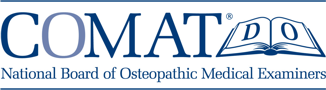 COMAT® DO
National Board of Osteopathic Medical Examiners